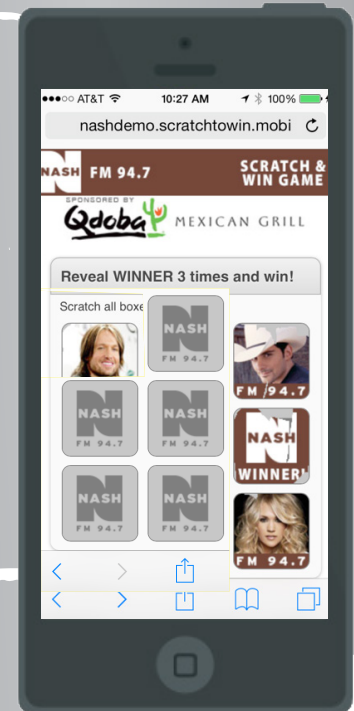 AT&T 10:27 AM 100%
nashdemo.scratchtowin.mobi
NASH FM 94.7 SCRATCH &
WIN GAME
SPONSORED BY
Qdoba MEXICAN GRILL
Reveal WINNER 3 times and win!
Scratch all boxe
NASH
FM 94.7
FM 94.7
NASH
FM 94.7
NASH
FM 94.7
NASH
WINNER!
NASH
FM 94.7
NASH
FM 94.7
FM 94.7